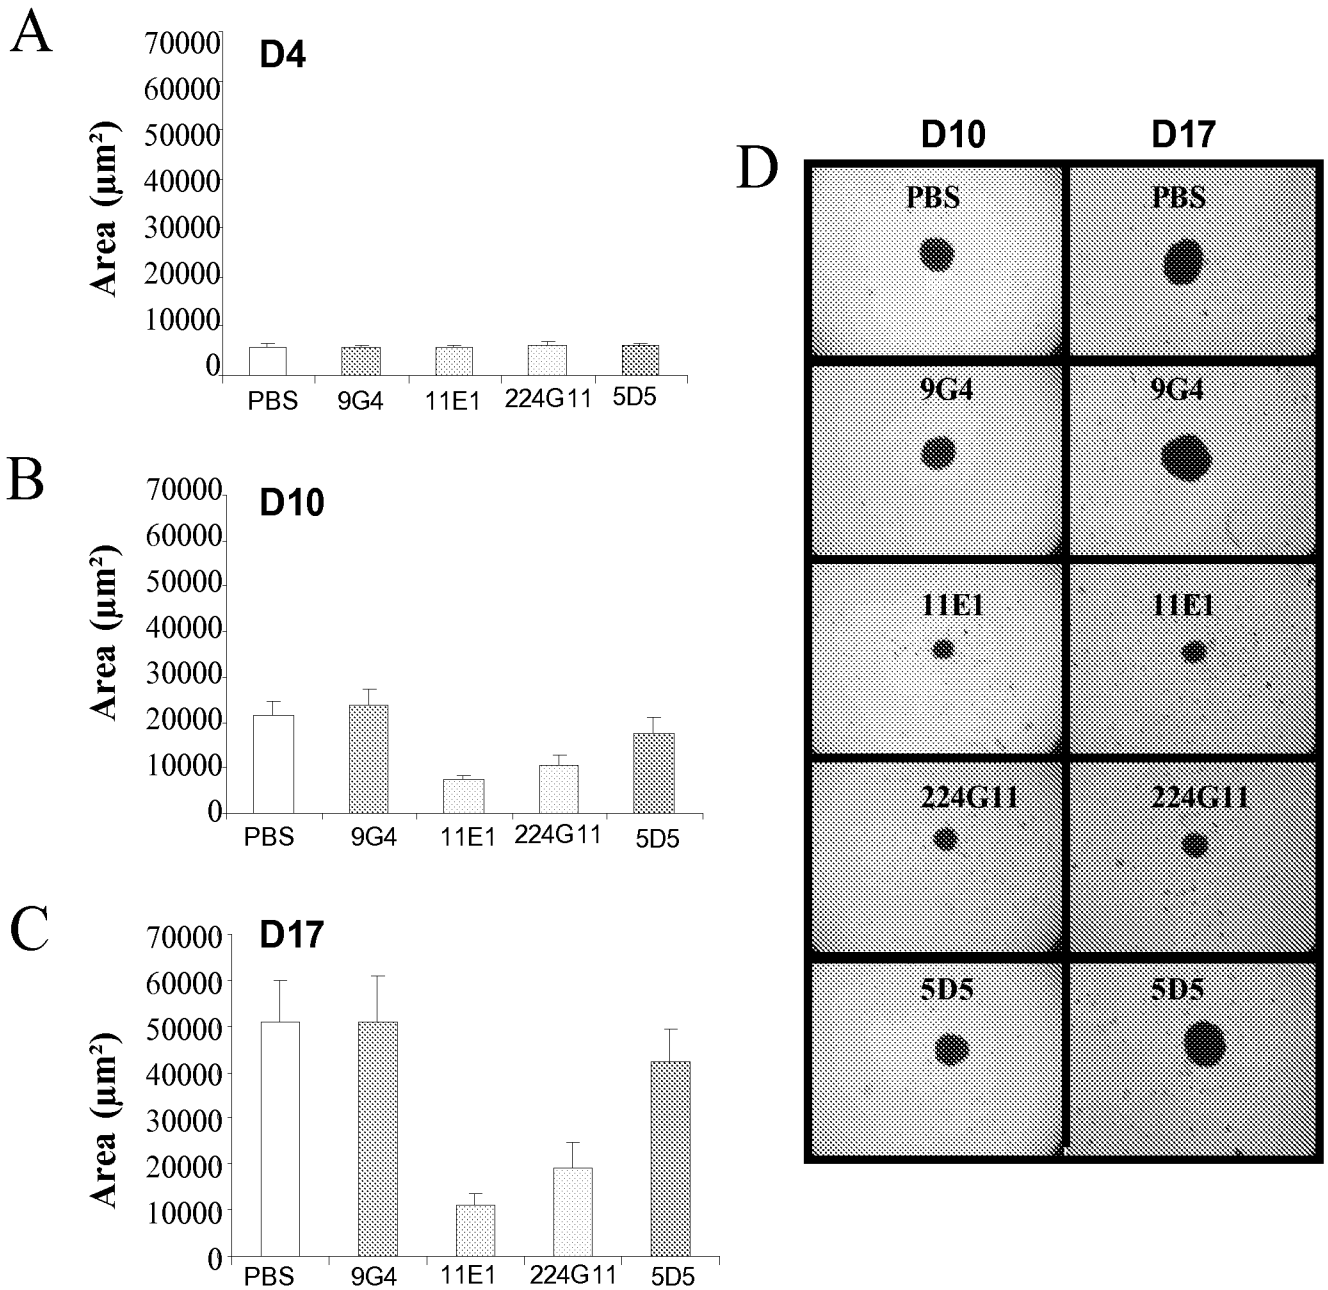 A
D4
70000
60000
50000
40000
30000
20000
10000
0
Area (μm²)
PBS 9G4 11E1 224G11 5D5
B
D10
70000
60000
50000
40000
30000
20000
10000
0
Area (μm²)
PBS 9G4 11E1 224G11 5D5
C
D17
70000
60000
50000
40000
30000
20000
10000
0
Area (μm²)
PBS 9G4 11E1 224G11 5D5
D
D10 D17
PBS PBS
9G4 9G4
11E1 11E1
224G11 224G11
5D5 5D5